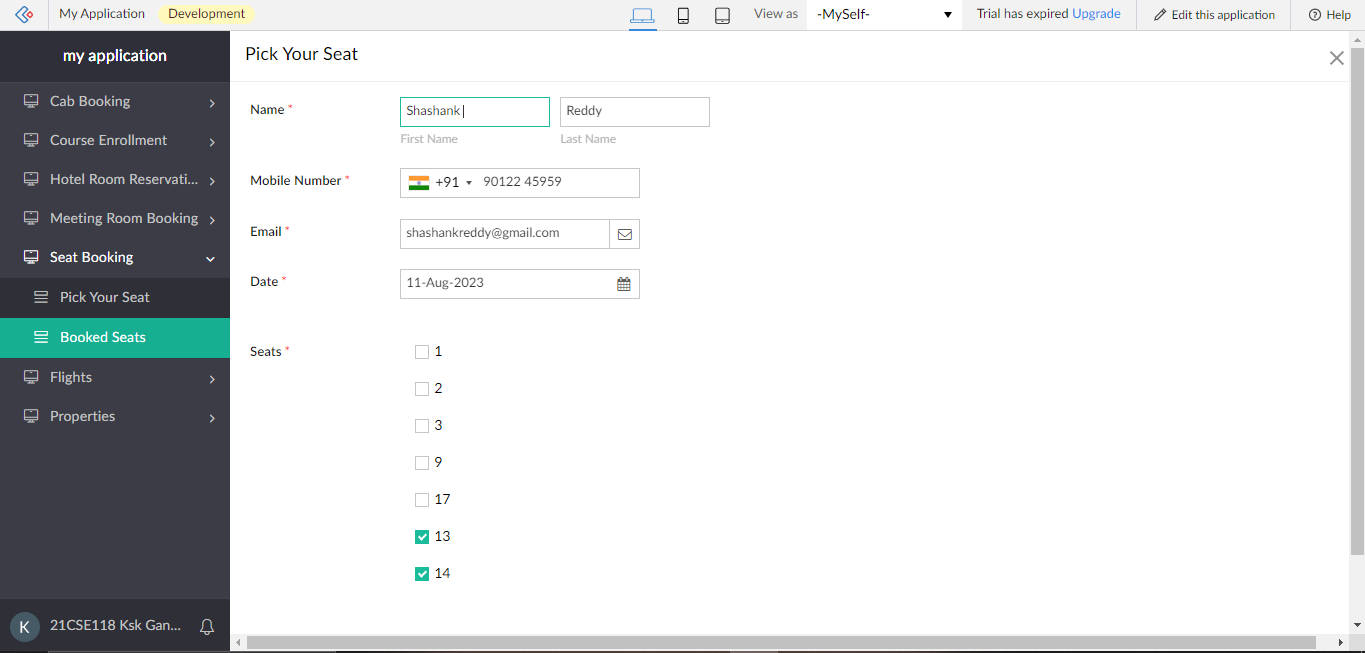 My Application Development View as -MySelf- Trial has expired Upgrade Edit this application Help
my application
Cab Booking
Course Enrollment
Hotel Room Reservati...
Meeting Room Booking
Seat Booking
Pick Your Seat
Booked Seats
Flights
Properties
K 21CSE118 Ksk Gan...
Pick Your Seat
Name * Shashank Reddy
First Name Last Name
Mobile Number * +91 90122 45959
Email * shashankreddy@gmail.com
Date * 11-Aug-2023
Seats * 1
2
3
9
17
13
14